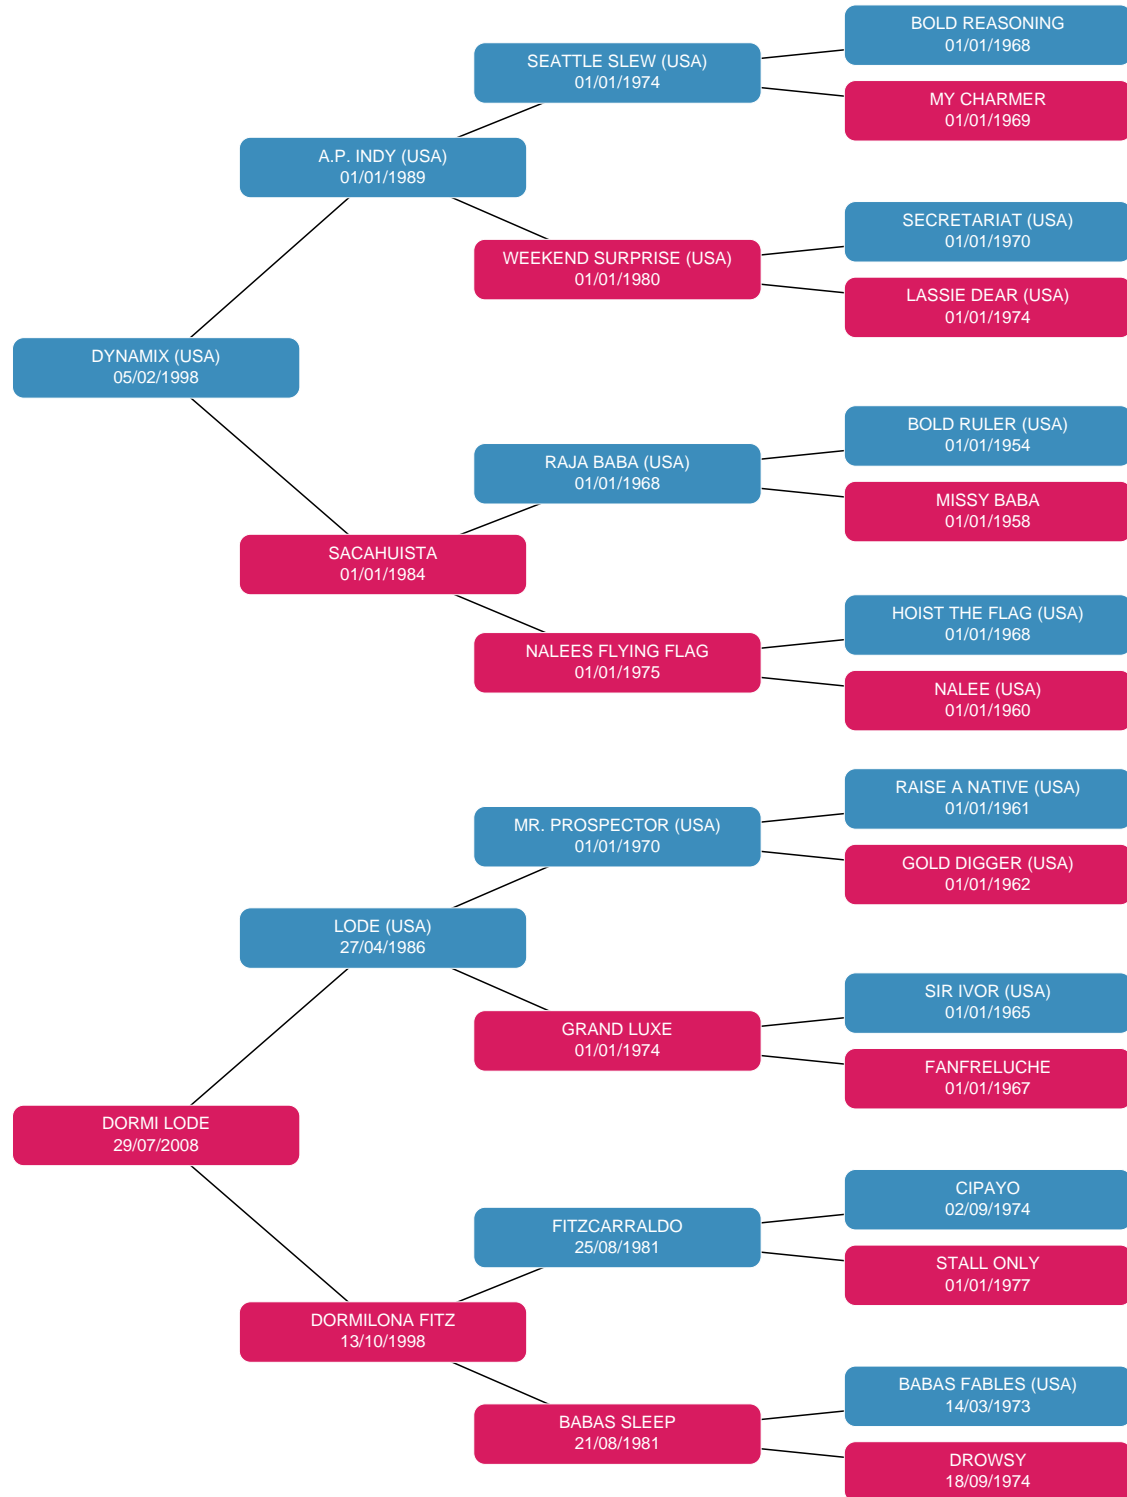 BOLD REASONING
01/01/1968
SEATTLE SLEW (USA)
01/01/1974
MY CHARMER
01/01/1969
A.P. INDY (USA)
01/01/1989
SECRETARIAT (USA)
01/01/1970
WEEKEND SURPRISE (USA)
01/01/1980
LASSIE DEAR (USA)
01/01/1974
DYNAMIX (USA)
05/02/1998
BOLD RULER (USA)
01/01/1954
RAJA BABA (USA)
01/01/1968
MISSY BABA
01/01/1958
SACAHUISTA
01/01/1984
HOIST THE FLAG (USA)
01/01/1968
NALEES FLYING FLAG
01/01/1975
NALEE (USA)
01/01/1960
RAISE A NATIVE (USA)
01/01/1961
MR. PROSPECTOR (USA)
01/01/1970
GOLD DIGGER (USA)
01/01/1962
LODE (USA)
27/04/1986
SIR IVOR (USA)
01/01/1965
GRAND LUXE
01/01/1974
FANFRELUCHE
01/01/1967
DORMI LODE
29/07/2008
CIPAYO
02/09/1974
FITZCARRALDO
25/08/1981
STALL ONLY
01/01/1977
DORMILONA FITZ
13/10/1998
BABAS FABLES (USA)
14/03/1973
BABAS SLEEP
21/08/1981
DROWSY
18/09/1974